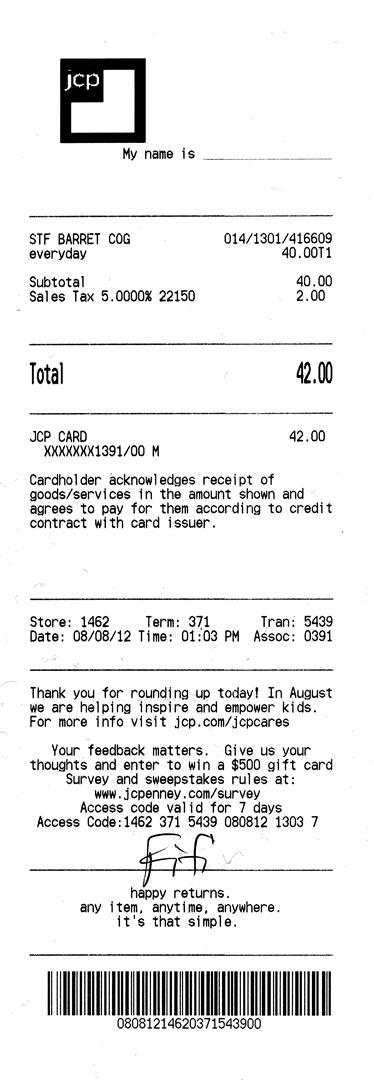 jcp
My name is
STF BARRET COG 014/1301/416609
everyday 40.00T1
Subtotal 40.00
Sales Tax 5.0000% 22150 2.00
Total 42.00
JCP CARD 42.00
XXXXXXX1391/00 M
Cardholder acknowledges receipt of
goods/services in the amount shown and
agrees to pay for them according to credit
contract with card issuer.
Store: 1462 Term: 371 Tran: 5439
Date: 08/08/12 Time: 01:03 PM Assoc: 0391
Thank you for rounding up today! In August
we are helping inspire and empower kids.
For more info visit jcp.com/jcpcares
Your feedback matters. Give us your
thoughts and enter to win a $500 gift card
Survey and sweepstakes rules at:
www.jcpenney.com/survey
Access code valid for 7 days
Access Code:1462 371 5439 080812 1303 7
happy returns.
any item, anytime, anywhere.
it's that simple.
08081214620371543900